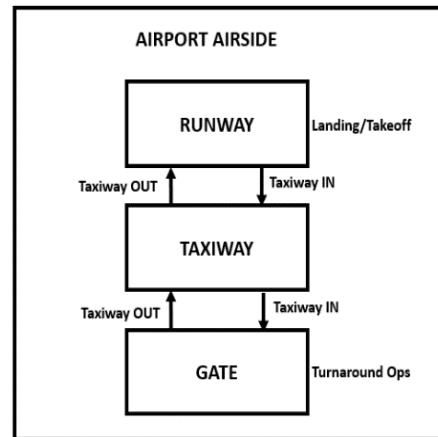 AIRPORT AIRSIDE
RUNWAY
Landing/Takeoff
Taxiway OUT
Taxiway IN
TAXIWAY
Taxiway OUT
Taxiway IN
GATE
Turnaround Ops